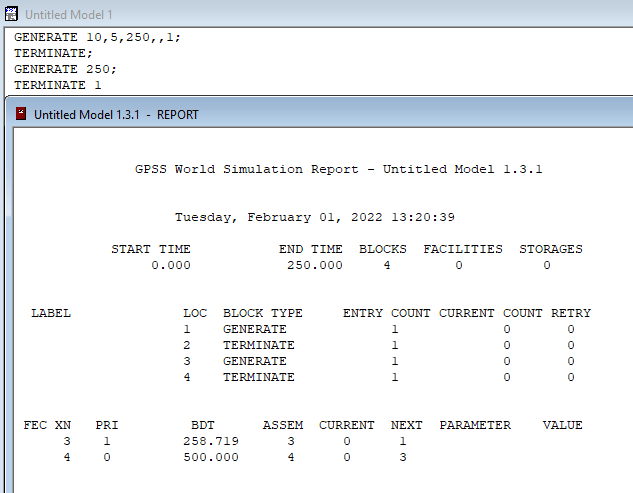 Untitled Model 1
GENERATE 10,5,250,,1;
TERMINATE;
GENERATE 250;
TERMINATE 1
Untitled Model 1.3.1 - REPORT
GPSS World Simulation Report - Untitled Model 1.3.1
Tuesday, February 01, 2022 13:20:39
START TIME END TIME BLOCKS FACILITIES STORAGES
0.000 250.000 4 0 0
LABEL LOC BLOCK TYPE ENTRY COUNT CURRENT COUNT RETRY
1 GENERATE 1 0 0
2 TERMINATE 1 0 0
3 GENERATE 1 0 0
4 TERMINATE 1 0 0
FEC XN PRI BDT ASSEM CURRENT NEXT PARAMETER VALUE
3 1 258.719 3 0 1
4 0 500.000 4 0 3